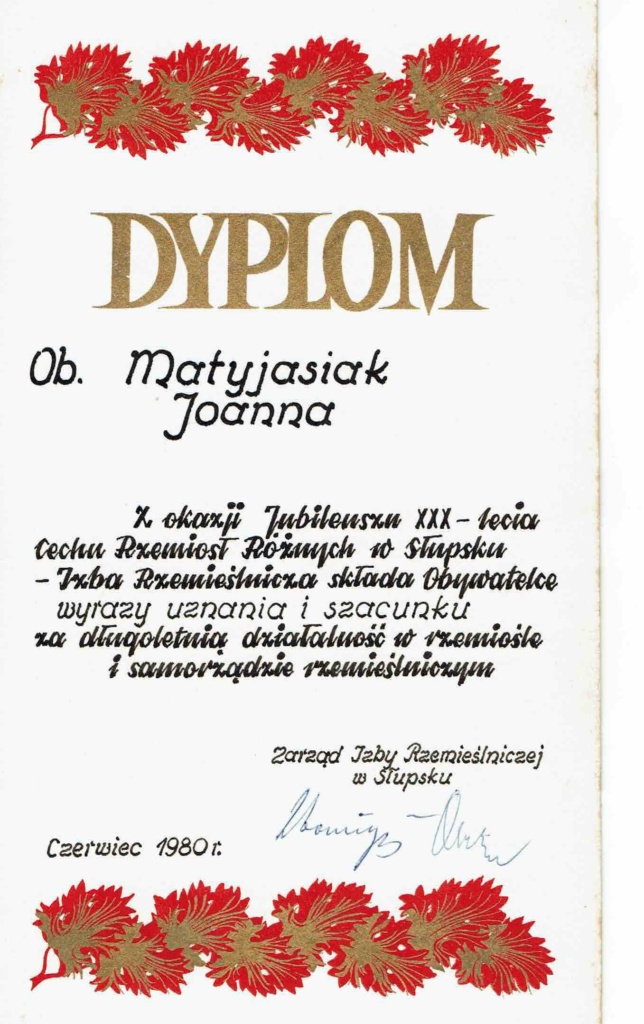 DYPLOM
Ob. Matyjasiak
Joanna
Z okazji Jubileuszu XXX-lecia
Cechu Rzemiosł Różnych w Słupsku
- Izba Rzemieślnicza składa Obywatelce
wyrazy uznania i szacunku
za długoletnią działalność w rzemiośle
i samorządzie rzemieślniczym
Zarząd Izby Rzemieślniczej
w Słupsku
Czerwiec 1980 r.